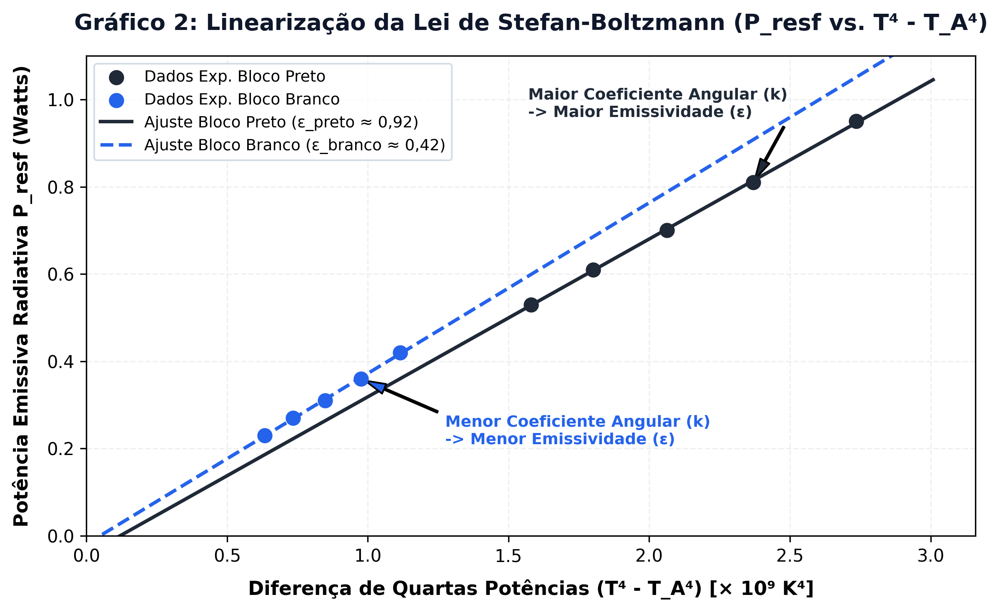 Gráfico 2: Linearização da Lei de Stefan-Boltzmann (P_resf vs. T⁴ - T_A⁴)
Potência Emissiva Radiativa P_resf (Watts)
Dados Exp. Bloco Preto
Dados Exp. Bloco Branco
Ajuste Bloco Preto (ε_preto ≈ 0,92)
Ajuste Bloco Branco (ε_branco ≈ 0,42)
Maior Coeficiente Angular (k)
-> Maior Emissividade (ε)
Menor Coeficiente Angular (k)
-> Menor Emissividade (ε)
1.0
0.8
0.6
0.4
0.2
0.0
0.0 0.5 1.0 1.5 2.0 2.5 3.0
Diferença de Quartas Potências (T⁴ - T_A⁴) [× 10⁹ K⁴]